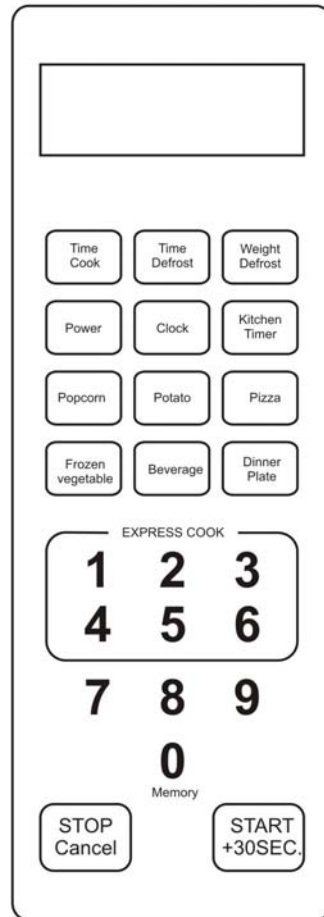 Time
Cook
Time
Defrost
Weight
Defrost
Power
Clock
Kitchen
Timer
Popcorn
Potato
Pizza
Frozen
vegetable
Beverage
Dinner
Plate
EXPRESS COOK
1 2 3
4 5 6
7 8 9
0
Memory
STOP
Cancel
START
+30SEC.